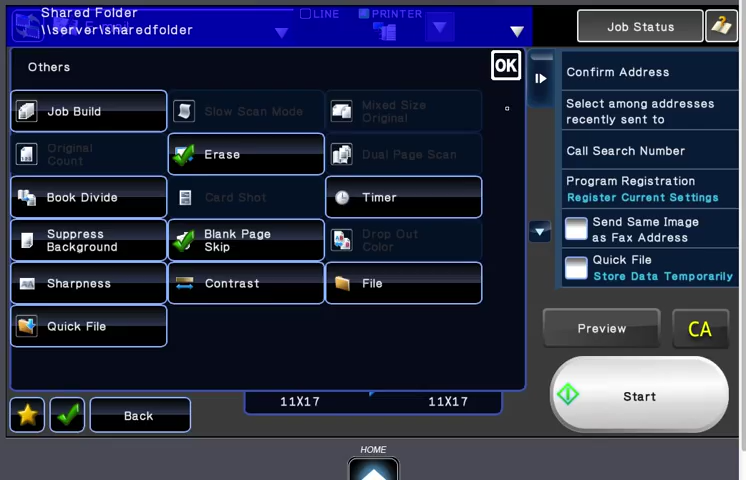 Shared Folder
\\server\sharedfolder
LINE
PRINTER
Job Status
Others
OK
Job Build
Slow Scan Mode
Mixed Size
Original
Original
Count
Erase
Dual Page Scan
Book Divide
Card Shot
Timer
Suppress
Background
Blank Page
Skip
Drop Out
Color
Sharpness
Contrast
File
Quick File
Confirm Address
Select among addresses
recently sent to
Call Search Number
Program Registration
Register Current Settings
Send Same Image
as Fax Address
Quick File
Store Data Temporarily
Preview
CA
11X17
11X17
Back
Start
HOME